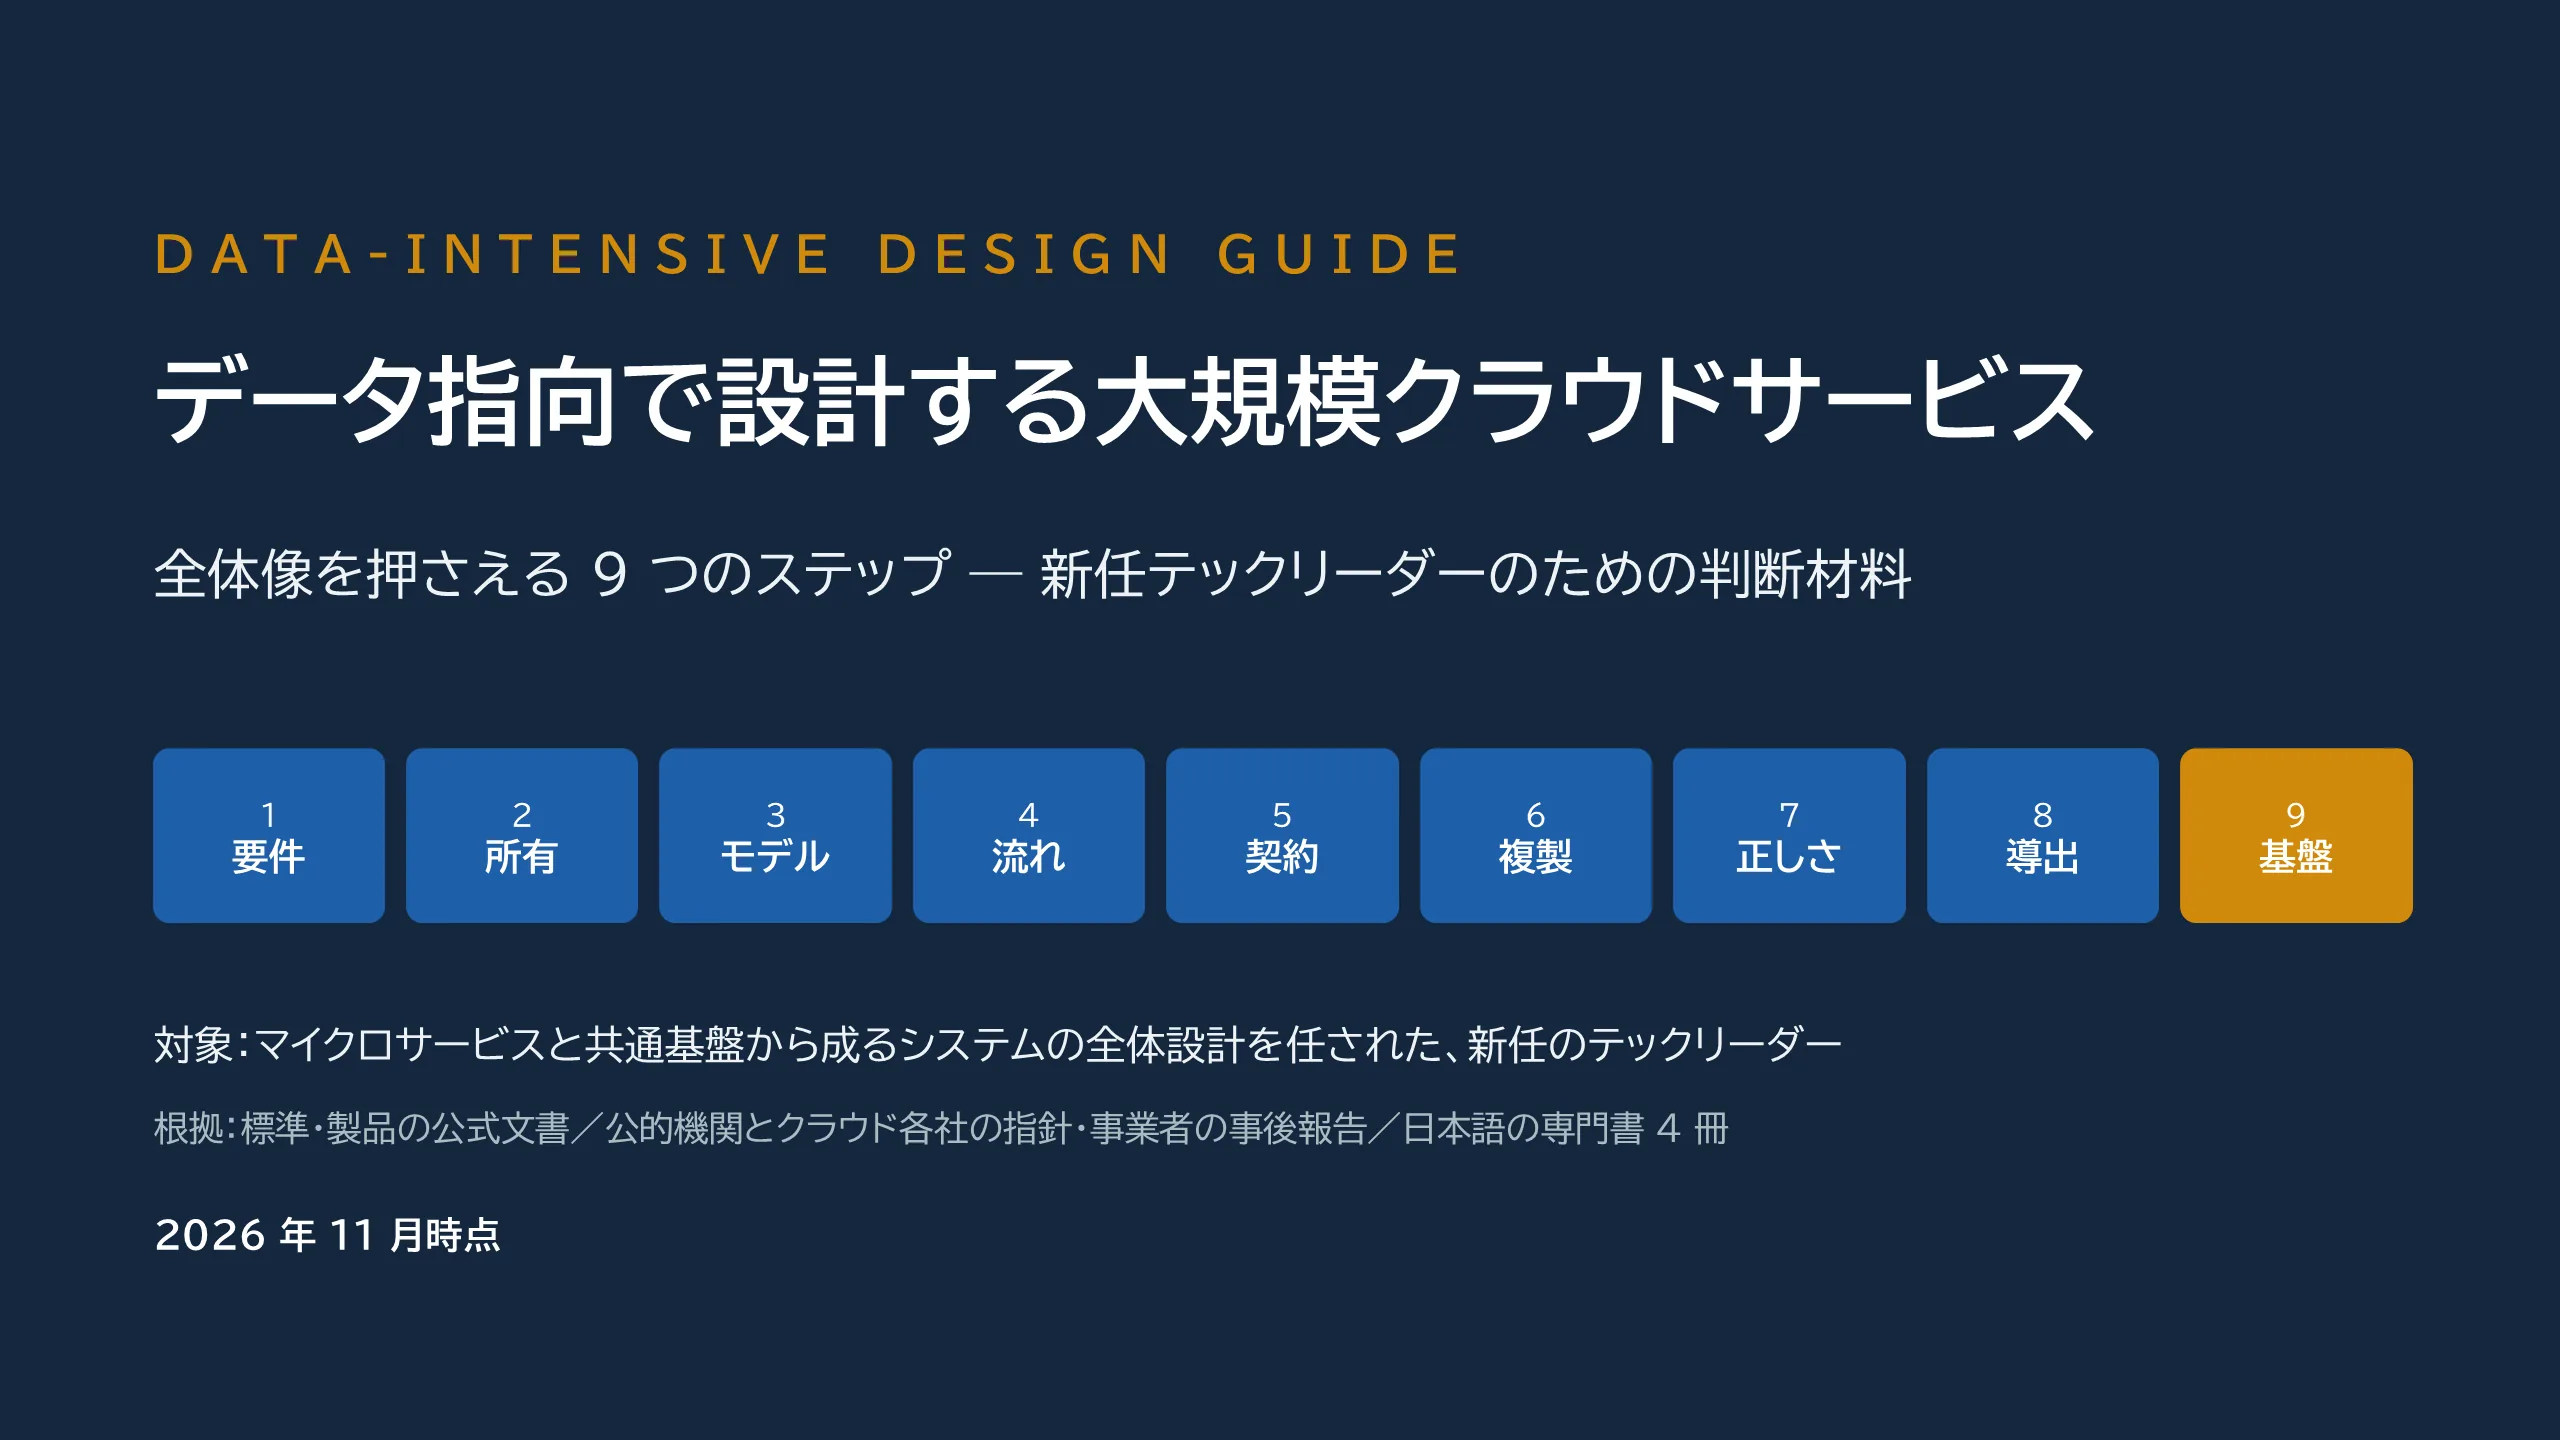 DATA-INTENSIVE DESIGN GUIDE
データ指向で設計する大規模クラウドサービス
全体像を押さえる 9 つのステップ — 新任テックリーダーのための判断材料
1
要件
2
所有
3
モデル
4
流れ
5
契約
6
複製
7
正しさ
8
導出
9
基盤
対象：マイクロサービスと共通基盤から成るシステムの全体設計を任された、新任のテックリーダー
根拠：標準・製品の公式文書／公的機関とクラウド各社の指針・事業者の事後報告／日本語の専門書 4 冊
2026 年 11 月時点